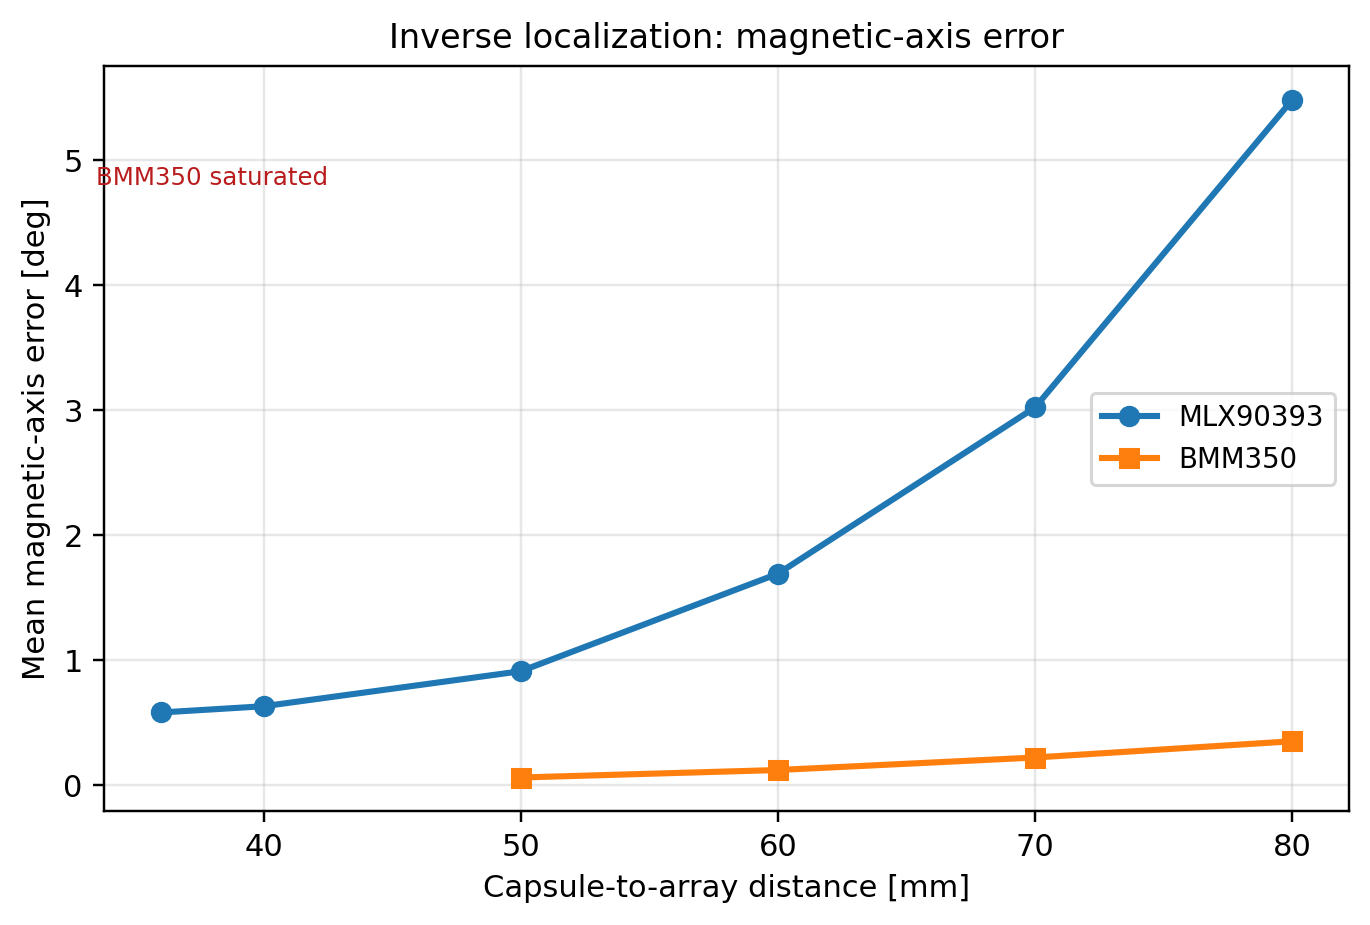 Inverse localization: magnetic-axis error
Mean magnetic-axis error [deg]
5
4
3
2
1
0
BMM350 saturated
MLX90393
BMM350
40 50 60 70 80
Capsule-to-array distance [mm]